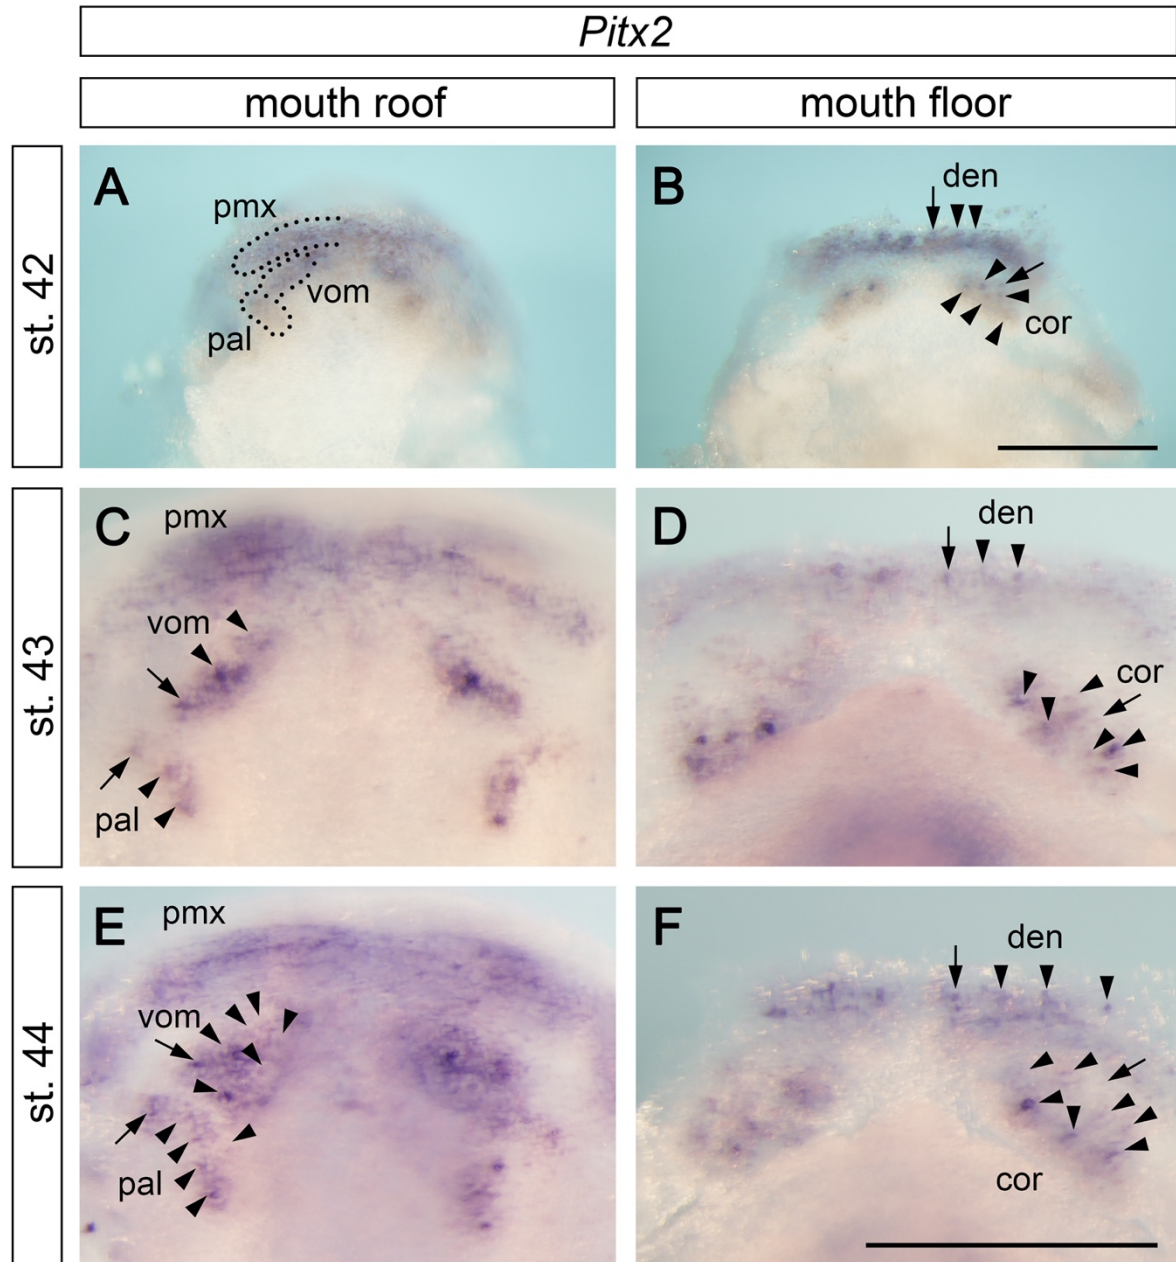 Pitx2
mouth roof
mouth floor
st. 42
A
pmx
vom
pal
B
den
cor
st. 43
C
pmx
vom
pal
D
den
cor
st. 44
E
pmx
vom
pal
F
den
cor